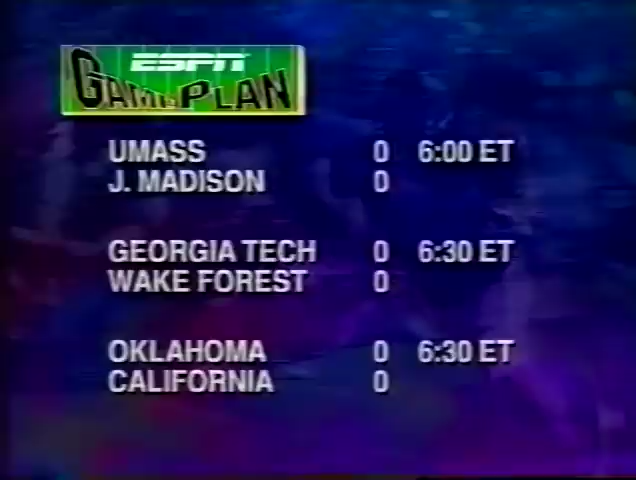 ESPN
GAMEPLAN
UMASS 0 6:00 ET
J. MADISON 0
GEORGIA TECH 0 6:30 ET
WAKE FOREST 0
OKLAHOMA 0 6:30 ET
CALIFORNIA 0